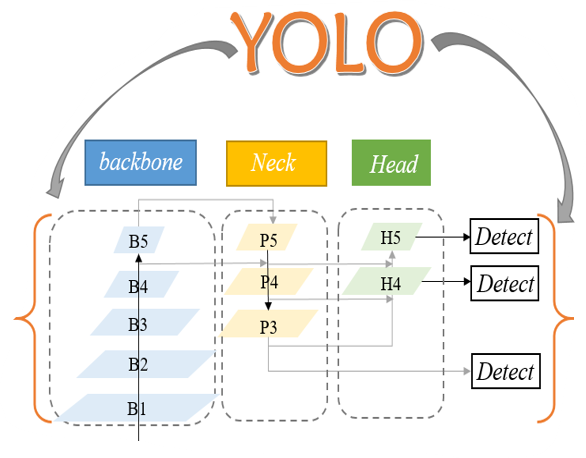 YOLO
backbone Neck Head
B5 P5 H5 Detect
B4 P4 H4 Detect
B3 P3
B2 Detect
B1